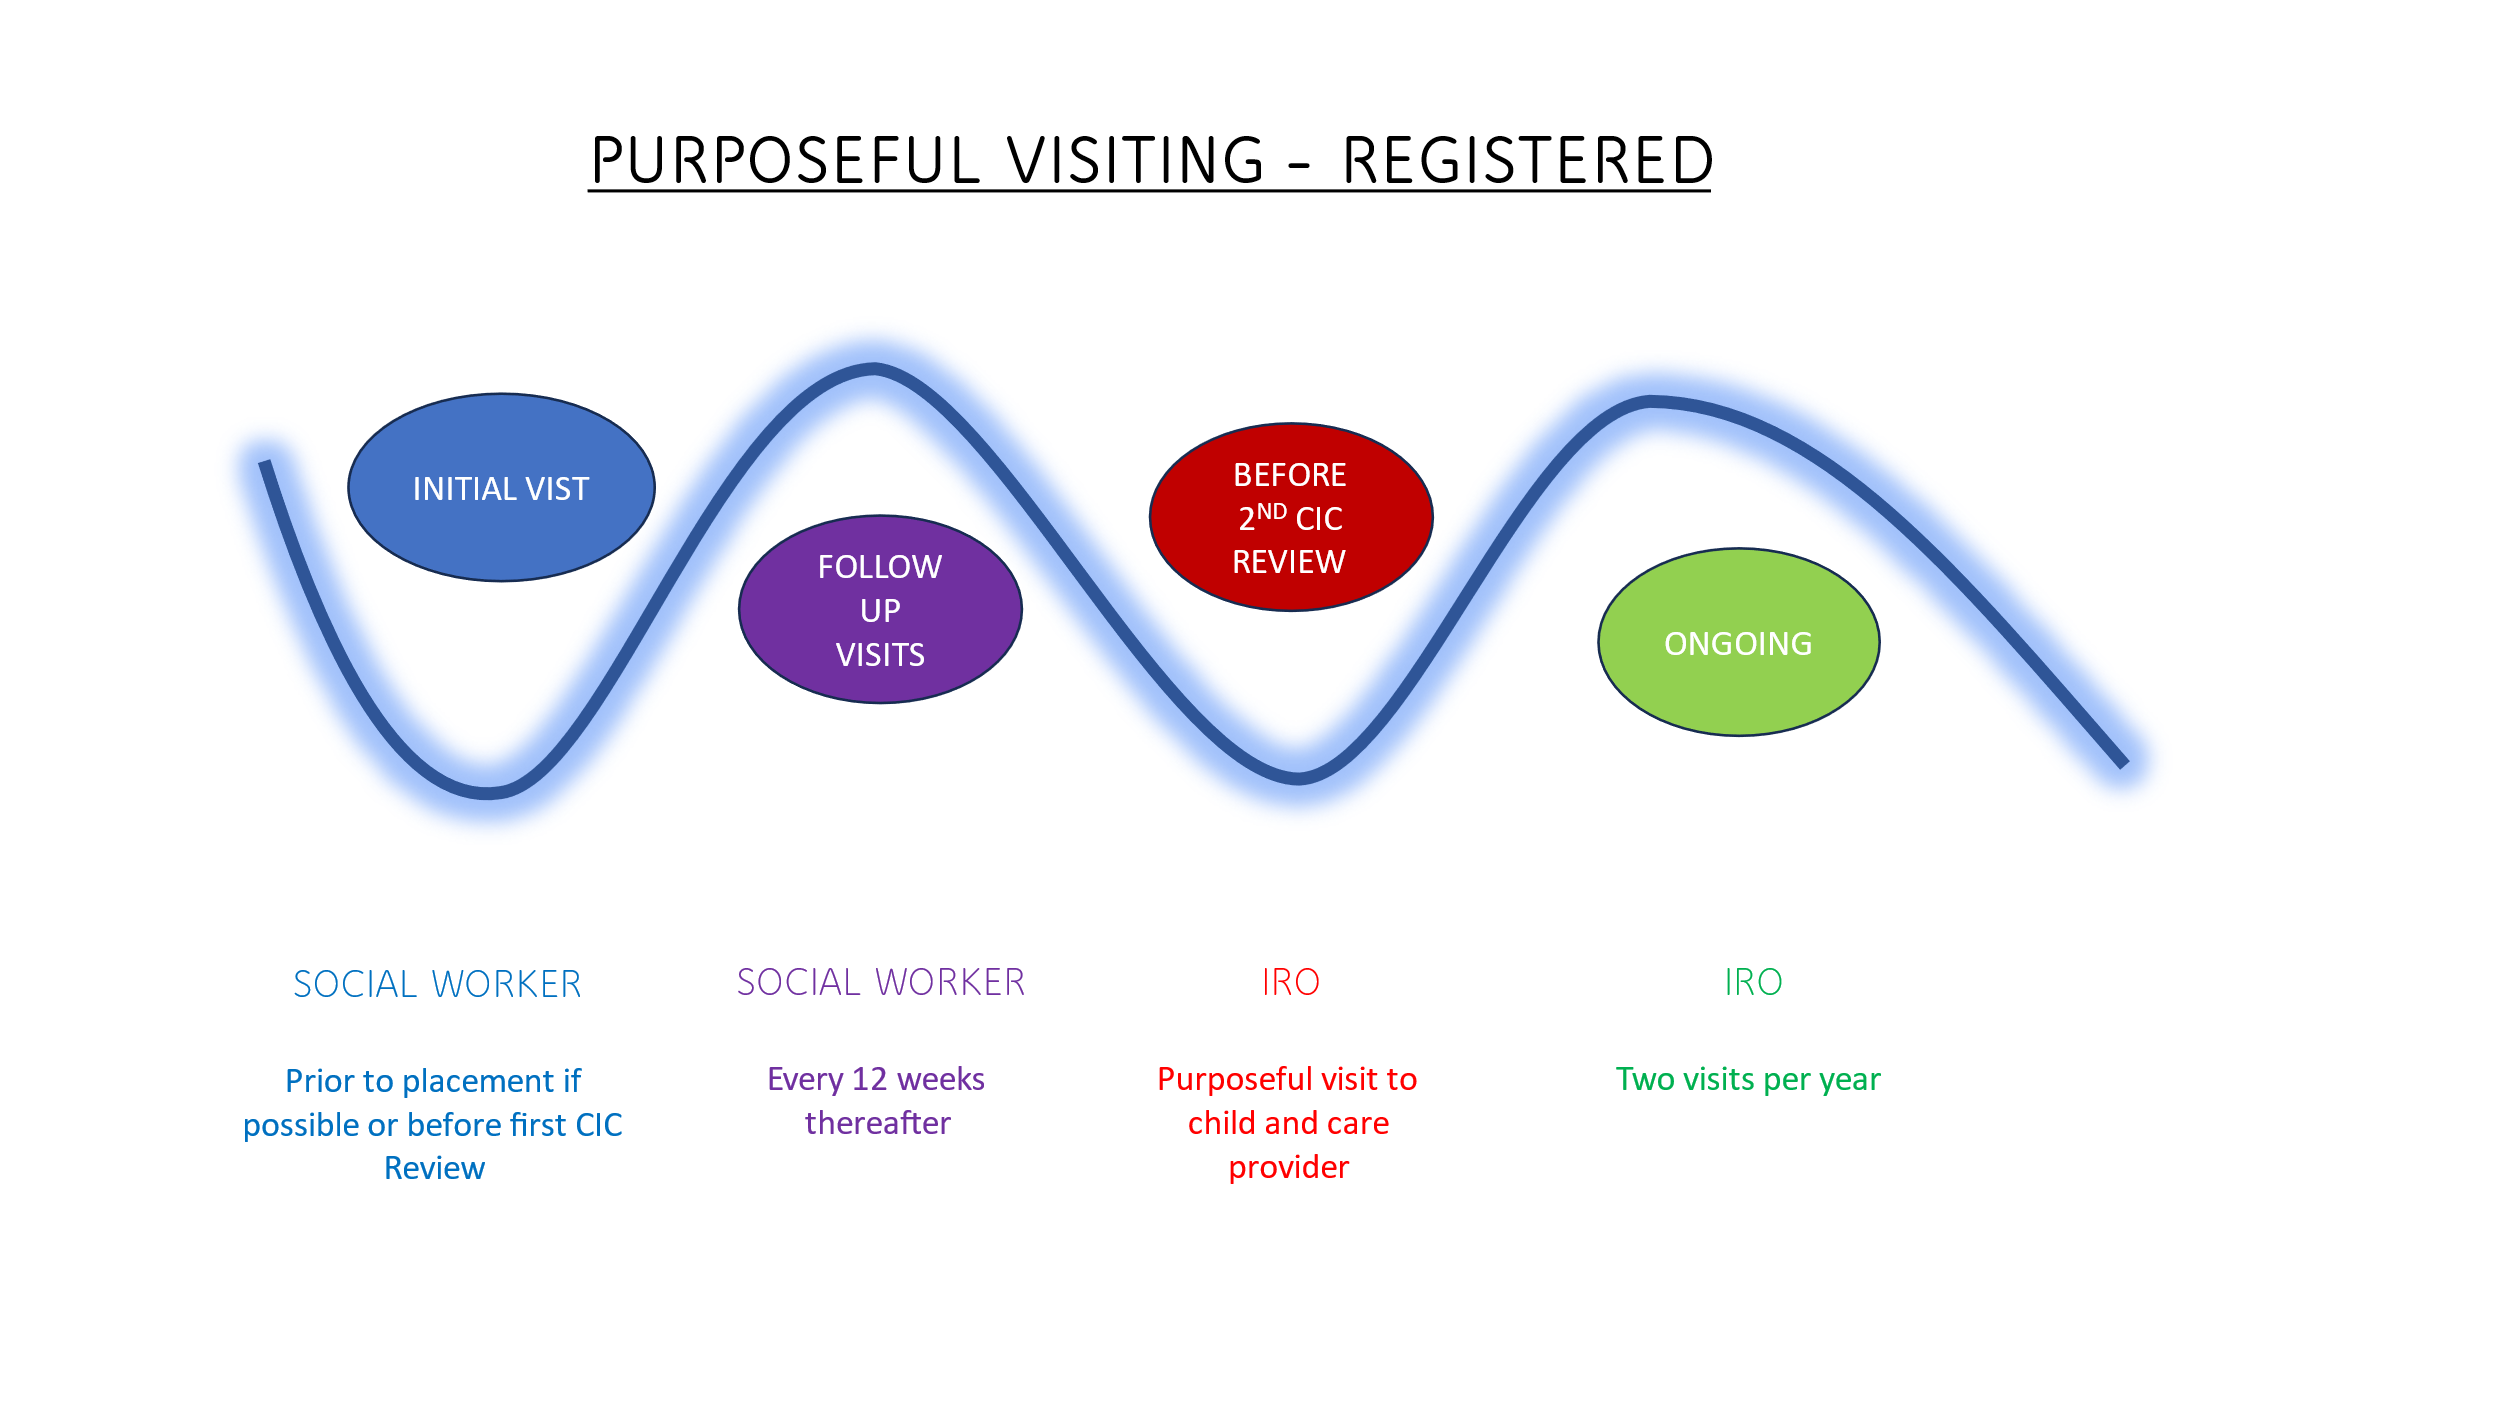 PURPOSEFUL VISITING – REGISTERED
INITIAL VIST
FOLLOW
UP
VISITS
BEFORE
2ND CIC
REVIEW
ONGOING
SOCIAL WORKER
Prior to placement if
possible or before first CIC
Review
SOCIAL WORKER
Every 12 weeks
thereafter
IRO
Purposeful visit to
child and care
provider
IRO
Two visits per year